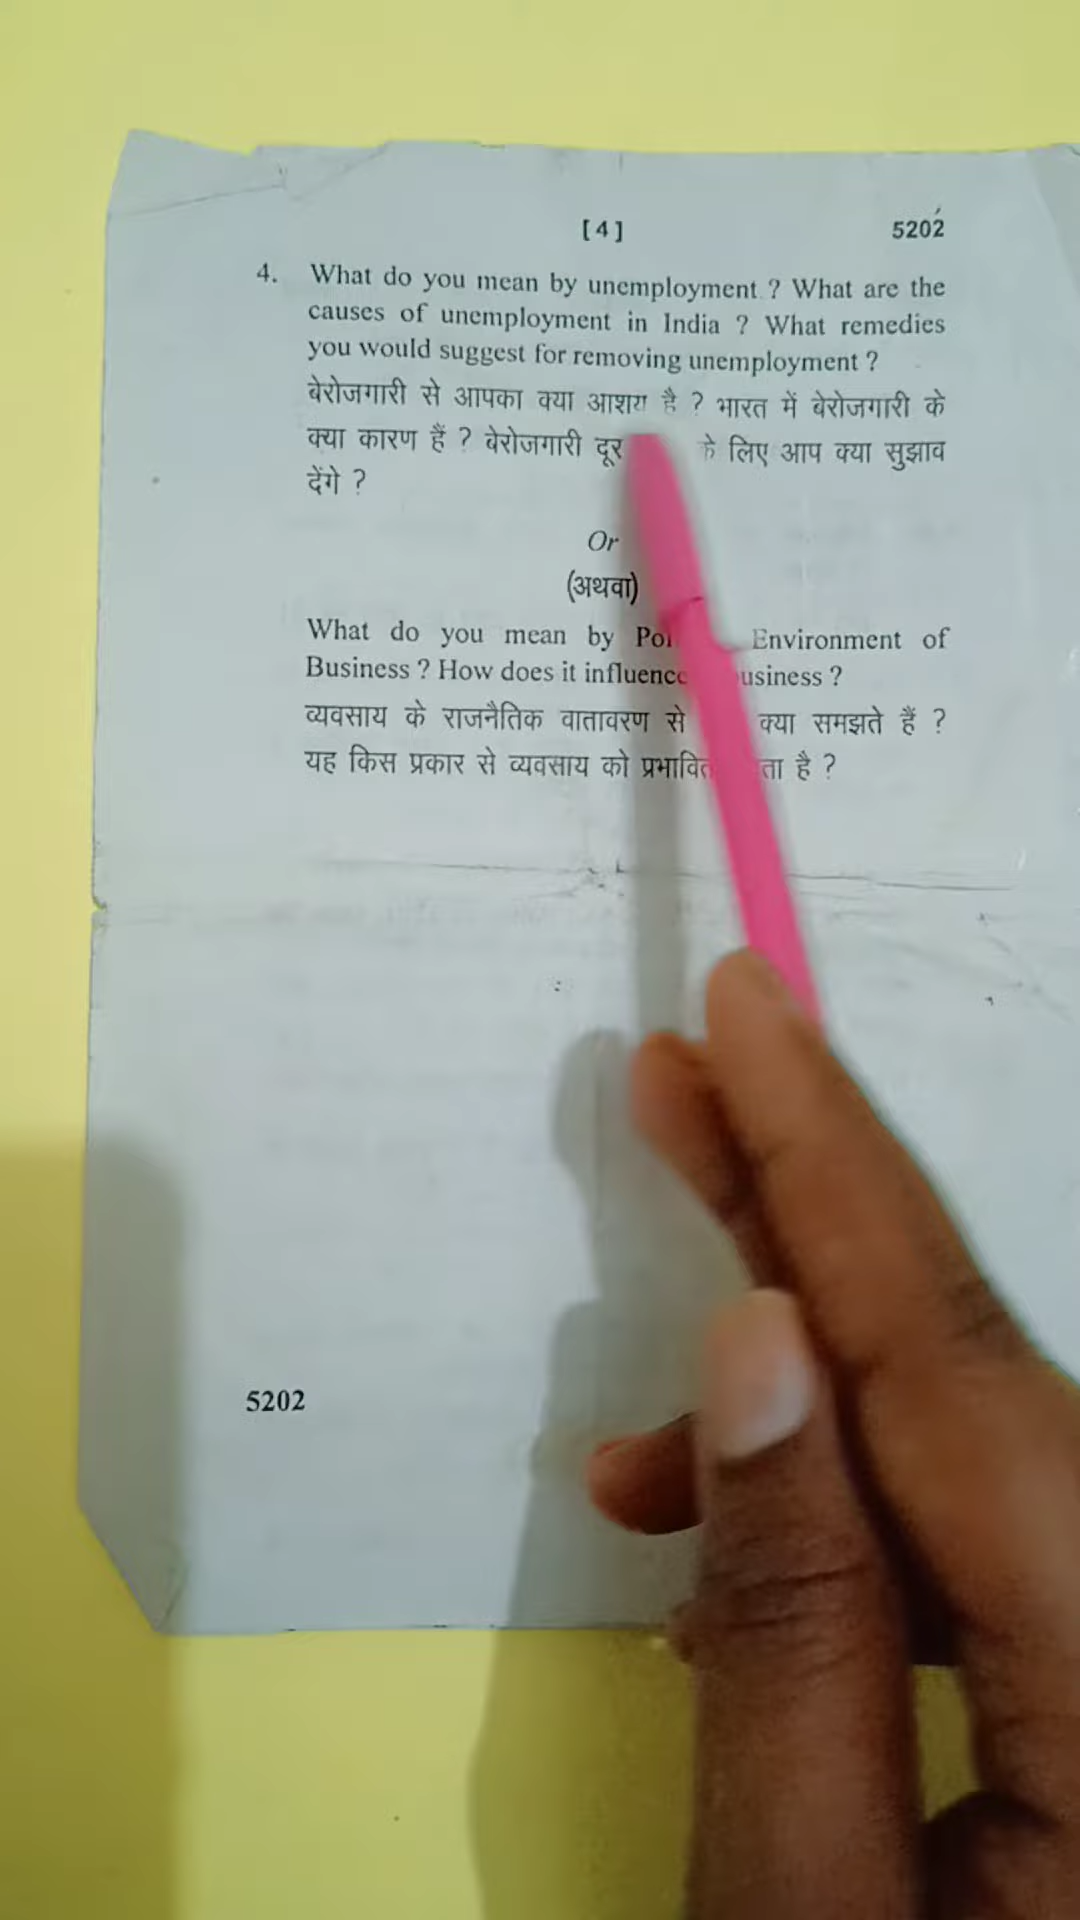 [4] 5202
4. What do you mean by unemployment ? What are the
causes of unemployment in India ? What remedies
you would suggest for removing unemployment ?
बेरोजगारी से आपका क्या आशय है ? भारत में बेरोजगारी के
क्या कारण हैं ? बेरोजगारी दूर के लिए आप क्या सुझाव
देंगे ?
Or
(अथवा)
What do you mean by Environment of
Business ? How does it influence ?
व्यवसाय के राजनैतिक वातावरण से क्या समझते हैं ?
यह किस प्रकार से व्यवसाय को है ?
5202